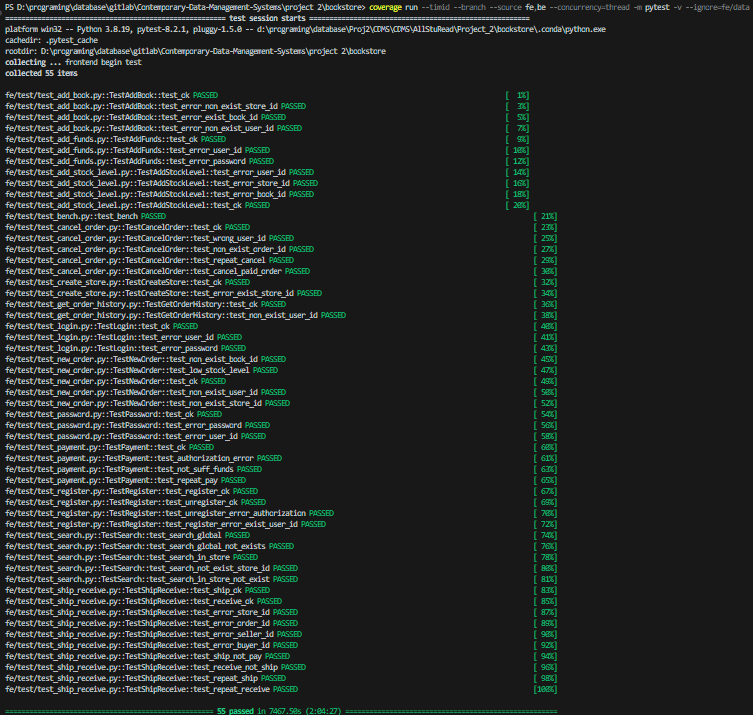 PS D:\programing\database\gitlab\Contemporary-Data-Management-Systems\project 2\bookstore> coverage run --timid --branch --source fe,be --concurrency=thread -m pytest -v --ignore=fe/data
============================================== test session starts ==============================================
platform win32 -- Python 3.8.19, pytest-8.2.1, pluggy-1.5.0 -- d:\programing\database\Proj2\CDMS\CDMS\AllStuRead\Project_2\bookstore\.conda\python.exe
cachedir: .pytest_cache
rootdir: D:\programing\database\gitlab\Contemporary-Data-Management-Systems\project 2\bookstore
collecting ... frontend begin test
collected 55 items
fe/test/test_add_book.py::TestAddBook::test_ok PASSED [ 1%]
fe/test/test_add_book.py::TestAddBook::test_error_non_exist_store_id PASSED [ 3%]
fe/test/test_add_book.py::TestAddBook::test_error_exist_book_id PASSED [ 5%]
fe/test/test_add_book.py::TestAddBook::test_error_non_exist_user_id PASSED [ 7%]
fe/test/test_add_funds.py::TestAddFunds::test_ok PASSED [ 9%]
fe/test/test_add_funds.py::TestAddFunds::test_error_user_id PASSED [ 10%]
fe/test/test_add_funds.py::TestAddFunds::test_error_password PASSED [ 12%]
fe/test/test_add_stock_level.py::TestAddStockLevel::test_error_user_id PASSED [ 14%]
fe/test/test_add_stock_level.py::TestAddStockLevel::test_error_store_id PASSED [ 16%]
fe/test/test_add_stock_level.py::TestAddStockLevel::test_error_book_id PASSED [ 18%]
fe/test/test_add_stock_level.py::TestAddStockLevel::test_ok PASSED [ 20%]
fe/test/test_bench.py::test_bench PASSED [ 21%]
fe/test/test_cancel_order.py::TestCancelOrder::test_ok PASSED [ 23%]
fe/test/test_cancel_order.py::TestCancelOrder::test_wrong_user_id PASSED [ 25%]
fe/test/test_cancel_order.py::TestCancelOrder::test_non_exist_order_id PASSED [ 27%]
fe/test/test_cancel_order.py::TestCancelOrder::test_repeat_cancel PASSED [ 29%]
fe/test/test_cancel_order.py::TestCancelOrder::test_cancel_paid_order PASSED [ 30%]
fe/test/test_create_store.py::TestCreateStore::test_ok PASSED [ 32%]
fe/test/test_create_store.py::TestCreateStore::test_error_exist_store_id PASSED [ 34%]
fe/test/test_get_order_history.py::TestGetOrderHistory::test_ok PASSED [ 36%]
fe/test/test_get_order_history.py::TestGetOrderHistory::test_non_exist_user_id PASSED [ 38%]
fe/test/test_login.py::TestLogin::test_ok PASSED [ 40%]
fe/test/test_login.py::TestLogin::test_error_user_id PASSED [ 41%]
fe/test/test_login.py::TestLogin::test_error_password PASSED [ 43%]
fe/test/test_new_order.py::TestNewOrder::test_non_exist_book_id PASSED [ 45%]
fe/test/test_new_order.py::TestNewOrder::test_low_stock_level PASSED [ 47%]
fe/test/test_new_order.py::TestNewOrder::test_ok PASSED [ 49%]
fe/test/test_new_order.py::TestNewOrder::test_non_exist_user_id PASSED [ 50%]
fe/test/test_new_order.py::TestNewOrder::test_non_exist_store_id PASSED [ 52%]
fe/test/test_password.py::TestPassword::test_ok PASSED [ 54%]
fe/test/test_password.py::TestPassword::test_error_password PASSED [ 56%]
fe/test/test_password.py::TestPassword::test_error_user_id PASSED [ 58%]
fe/test/test_payment.py::TestPayment::test_ok PASSED [ 60%]
fe/test/test_payment.py::TestPayment::test_authorization_error PASSED [ 61%]
fe/test/test_payment.py::TestPayment::test_not_suff_funds PASSED [ 63%]
fe/test/test_payment.py::TestPayment::test_repeat_pay PASSED [ 65%]
fe/test/test_register.py::TestRegister::test_register_ok PASSED [ 67%]
fe/test/test_register.py::TestRegister::test_unregister_ok PASSED [ 69%]
fe/test/test_register.py::TestRegister::test_unregister_error_authorization PASSED [ 70%]
fe/test/test_register.py::TestRegister::test_register_error_exist_user_id PASSED [ 72%]
fe/test/test_search.py::TestSearch::test_search_global PASSED [ 74%]
fe/test/test_search.py::TestSearch::test_search_global_not_exists PASSED [ 76%]
fe/test/test_search.py::TestSearch::test_search_in_store PASSED [ 78%]
fe/test/test_search.py::TestSearch::test_search_not_exist_store_id PASSED [ 80%]
fe/test/test_search.py::TestSearch::test_search_in_store_not_exist PASSED [ 81%]
fe/test/test_ship_receive.py::TestShipReceive::test_ship_ok PASSED [ 83%]
fe/test/test_ship_receive.py::TestShipReceive::test_receive_ok PASSED [ 85%]
fe/test/test_ship_receive.py::TestShipReceive::test_error_store_id PASSED [ 87%]
fe/test/test_ship_receive.py::TestShipReceive::test_error_order_id PASSED [ 89%]
fe/test/test_ship_receive.py::TestShipReceive::test_error_seller_id PASSED [ 90%]
fe/test/test_ship_receive.py::TestShipReceive::test_error_buyer_id PASSED [ 92%]
fe/test/test_ship_receive.py::TestShipReceive::test_ship_not_pay PASSED [ 94%]
fe/test/test_ship_receive.py::TestShipReceive::test_receive_not_ship PASSED [ 96%]
fe/test/test_ship_receive.py::TestShipReceive::test_repeat_ship PASSED [ 98%]
fe/test/test_ship_receive.py::TestShipReceive::test_repeat_receive PASSED [100%]
=========================================== 55 passed in 7467.50s (2:04:27) ============================================